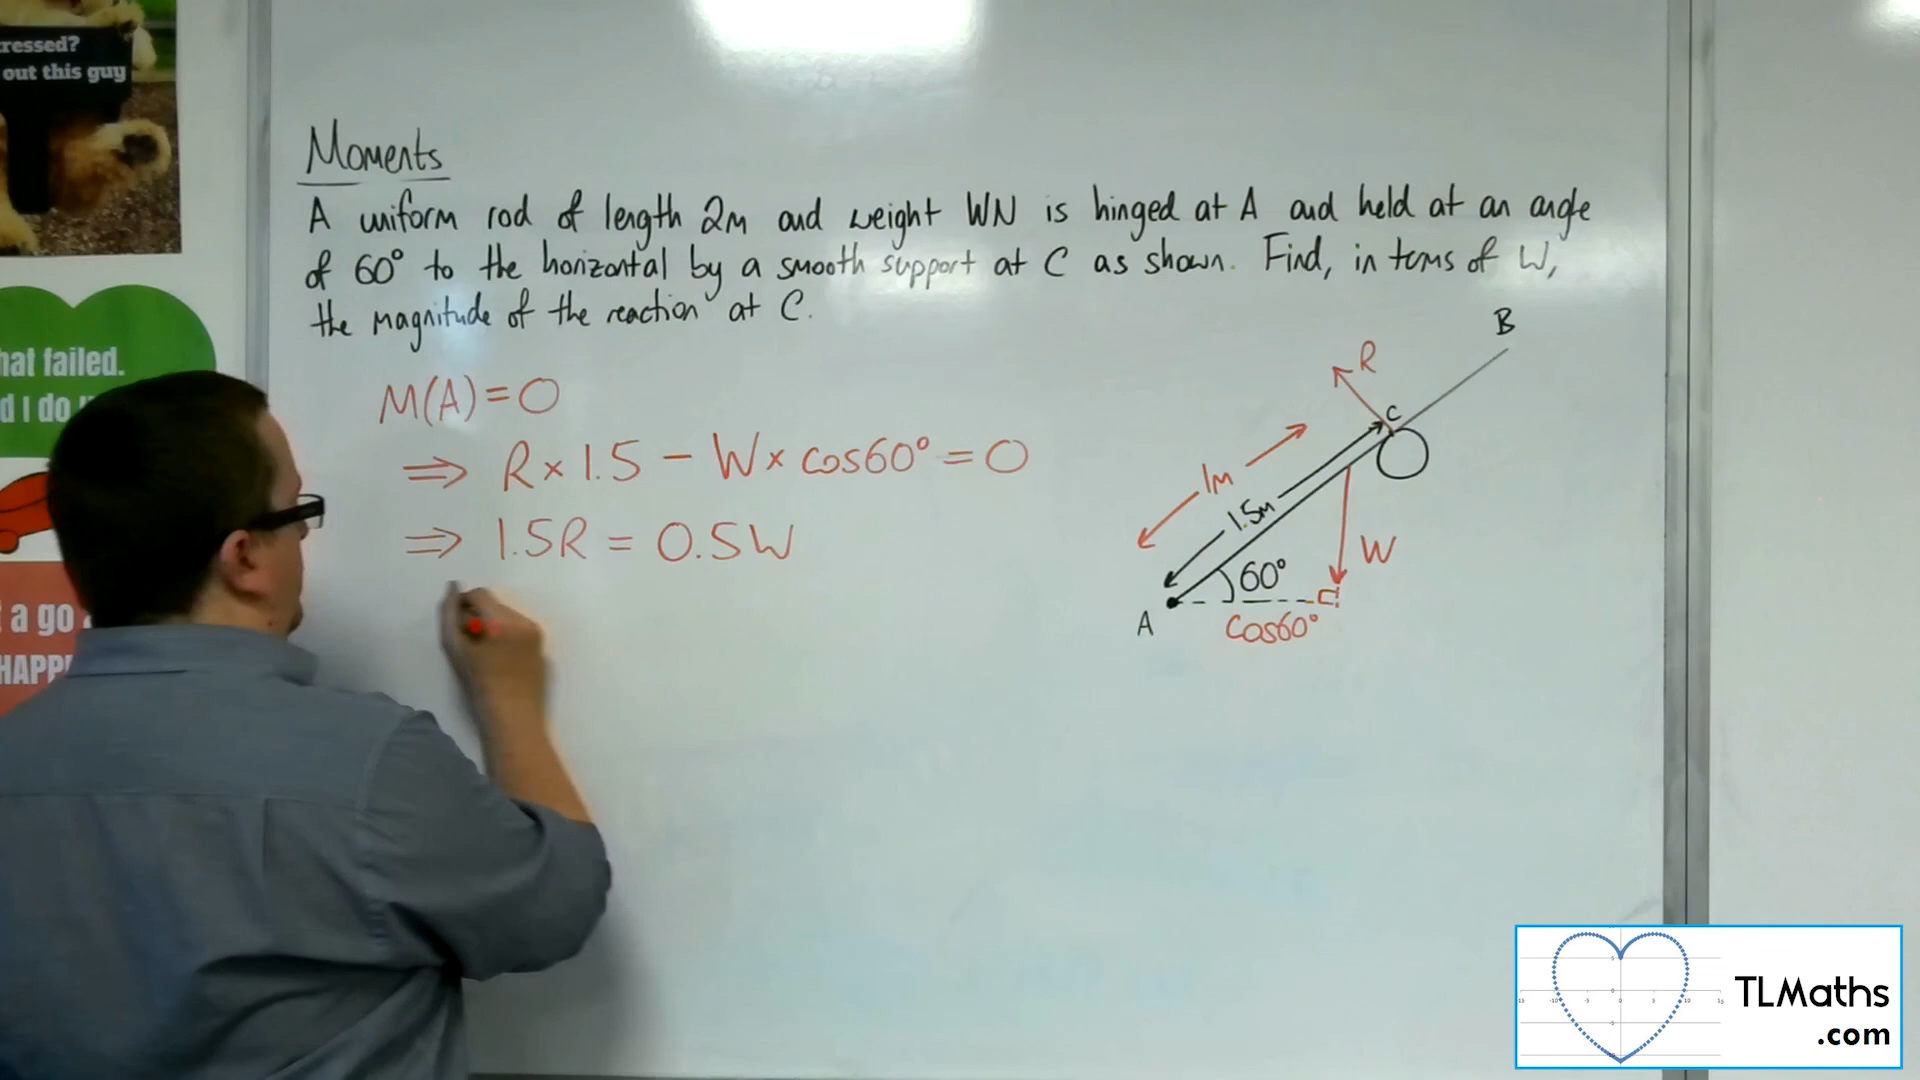 ressed?
out this guy
hat failed.
d I do
a go
HAPP
Moments
A uniform rod of length 2m and weight WN is hinged at A and held at an angle
of 60° to the horizontal by a smooth support at C as shown. Find, in terms of W,
the magnitude of the reaction at C.
M(A)=0
⇒ R×1.5 - W×cos60° = 0
⇒ 1.5R = 0.5W
B
R
C
1m
1.5m
W
60°
A
cos60°
TLMaths
.com